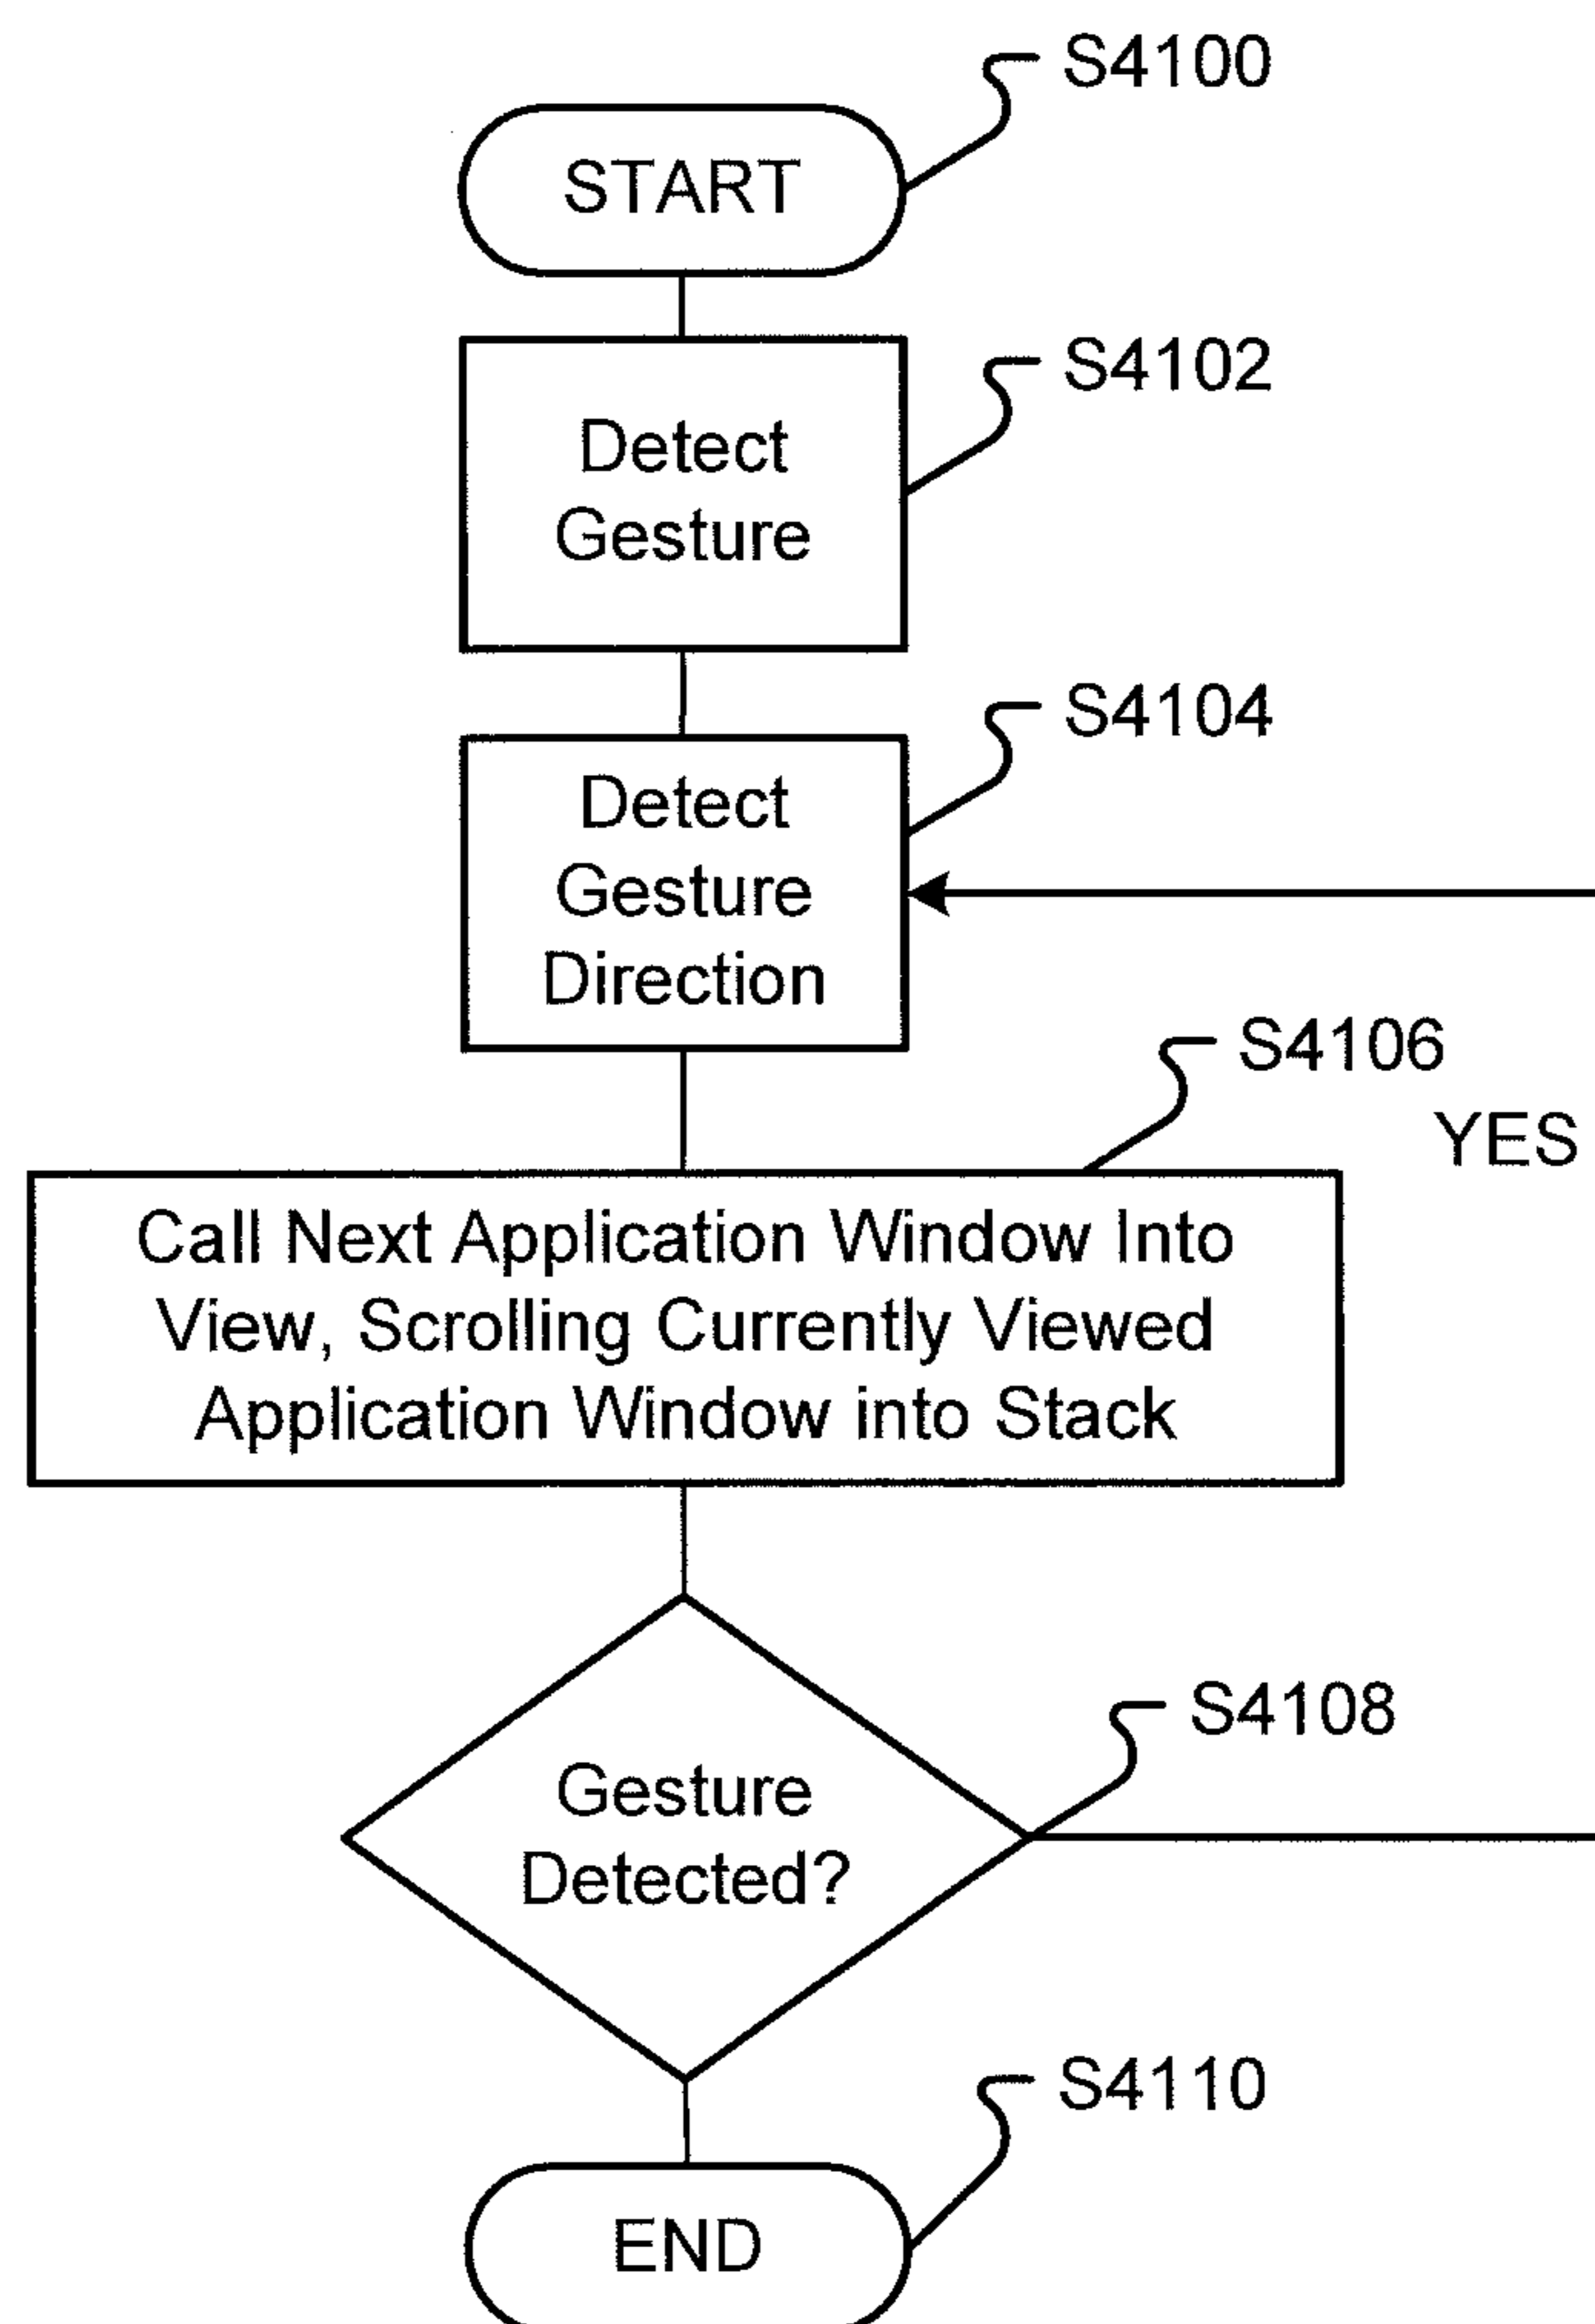 S4100
START
S4102
Detect
Gesture
S4104
Detect
Gesture
Direction
S4106
YES
Call Next Application Window Into
View, Scrolling Currently Viewed
Application Window into Stack
S4108
Gesture
Detected?
S4110
END